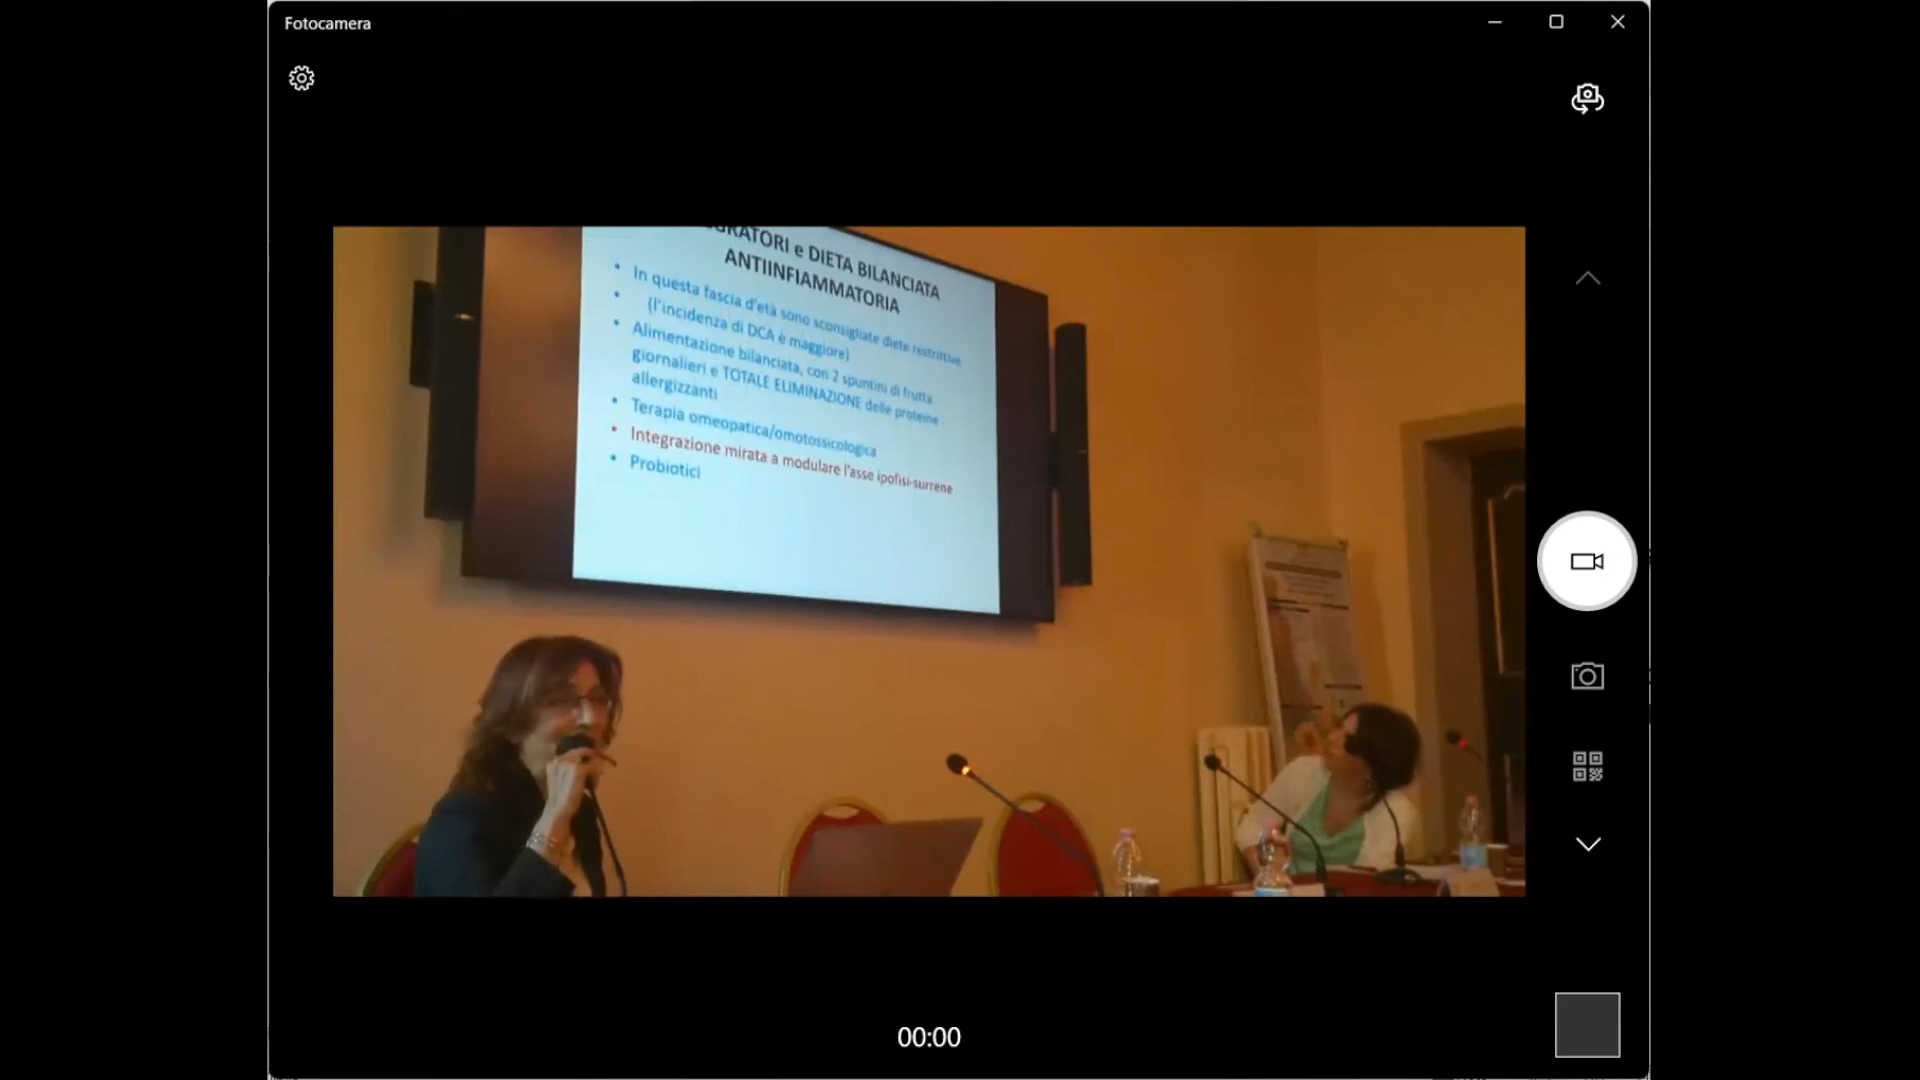 Fotocamera
GRATORI e DIETA BILANCIATA
ANTIINFIAMMATORIA
• In questa fascia d'età sono sconsigliate diete restrittive
• (l'incidenza di DCA è maggiore)
• Alimentazione bilanciata, con 2 spuntini di frutta
giornalieri e TOTALE ELIMINAZIONE delle proteine
allergizzanti
• Terapia omeopatica/omotossicologica
• Integrazione mirata a modulare l'asse ipofisi-surrene
• Probiotici
00:00